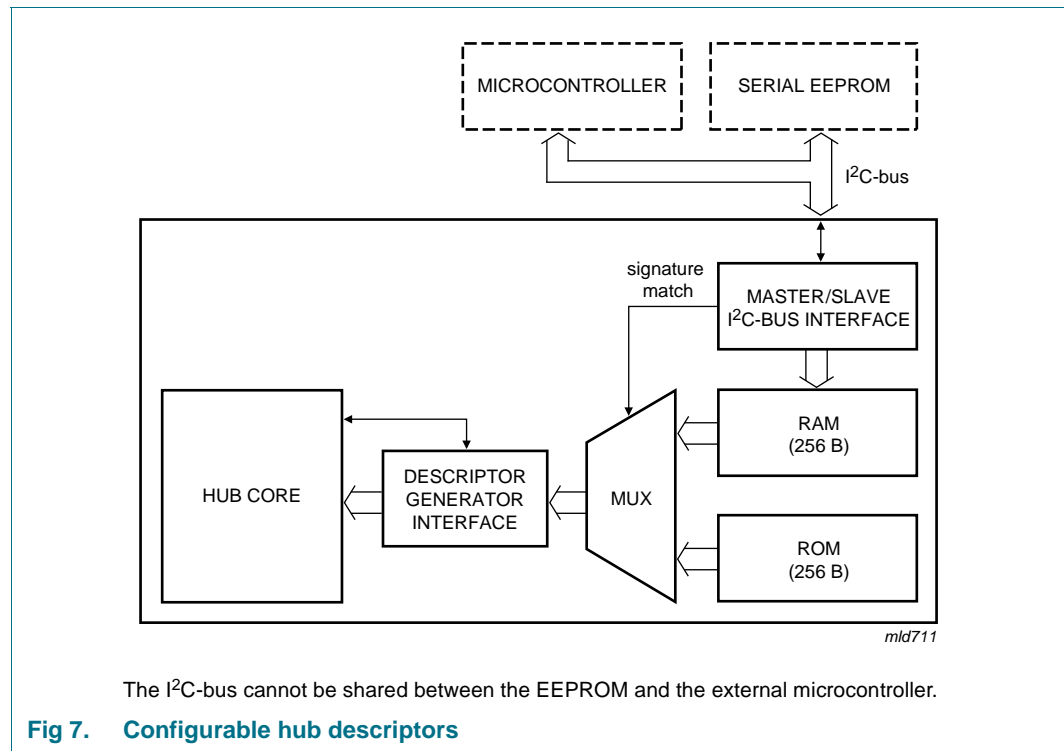 MICROCONTROLLER
SERIAL EEPROM
I²C-bus
signature
match
MASTER/SLAVE
I²C-BUS INTERFACE
RAM
(256 B)
HUB CORE
DESCRIPTOR
GENERATOR
INTERFACE
MUX
ROM
(256 B)
mld711
The I²C-bus cannot be shared between the EEPROM and the external microcontroller.
Fig 7. Configurable hub descriptors